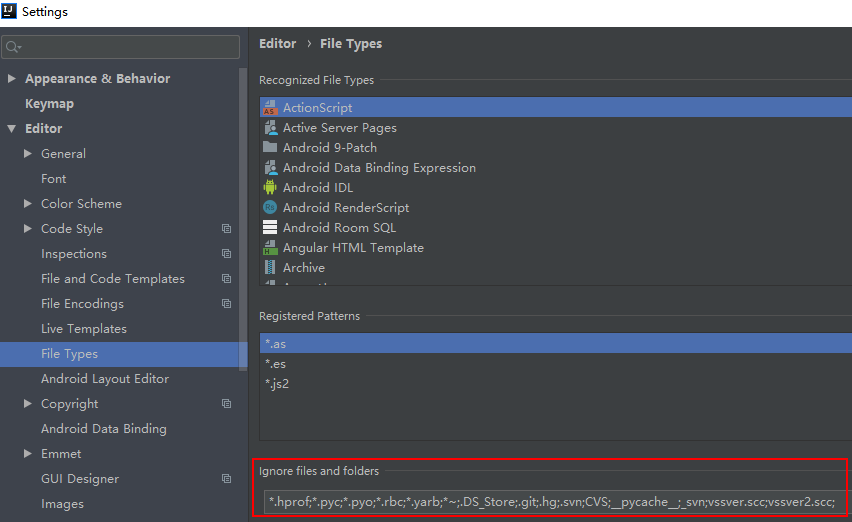 IJ Settings
Appearance & Behavior
Keymap
Editor
General
Font
Color Scheme
Code Style
Inspections
File and Code Templates
File Encodings
Live Templates
File Types
Android Layout Editor
Copyright
Android Data Binding
Emmet
GUI Designer
Images
Editor › File Types
Recognized File Types
AS ActionScript
Active Server Pages
Android 9-Patch
Android Data Binding Expression
Android IDL
Rs Android RenderScript
Android Room SQL
H Angular HTML Template
Archive
Registered Patterns
*.as
*.es
*.js2
Ignore files and folders
*.hprof;*.pyc;*.pyo;*.rbc;*.yarb;*~;.DS_Store;.git;.hg;.svn;CVS;__pycache__;_svn;vssver.scc;vssver2.scc;